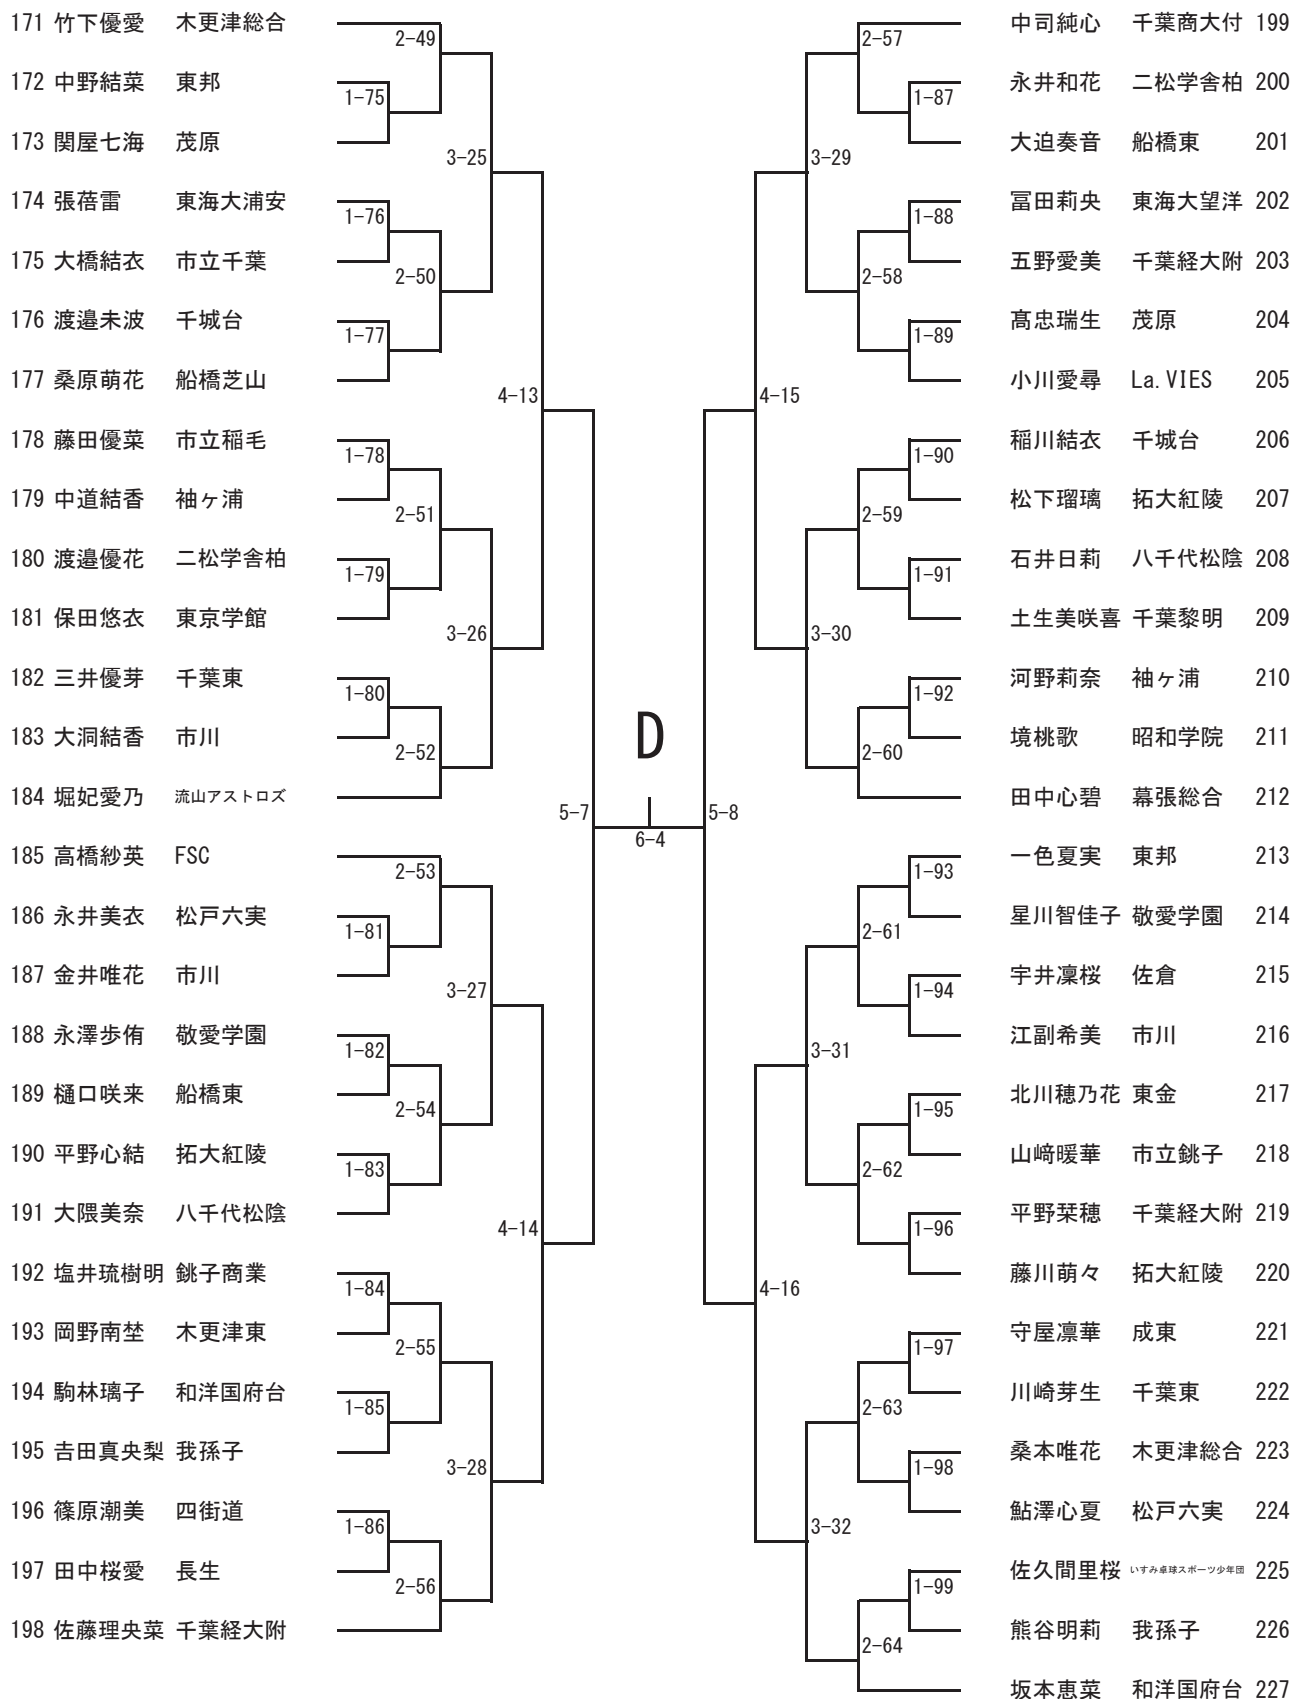 171 竹下優愛 木更津総合
2-49
172 中野結菜 東邦
1-75
173 関屋七海 茂原
3-25
174 張蓓雷 東海大浦安
1-76
175 大橋結衣 市立千葉
2-50
176 渡邉未波 千城台
1-77
177 桑原萌花 船橋芝山
4-13
178 藤田優菜 市立稲毛
1-78
179 中道結香 袖ヶ浦
2-51
180 渡邉優花 二松学舎柏
1-79
181 保田悠衣 東京学館
3-26
182 三井優芽 千葉東
1-80
183 大洞結香 市川
2-52
184 堀妃愛乃 流山アストロズ
5-7
185 高橋紗英 FSC
2-53
186 永井美衣 松戸六実
1-81
187 金井唯花 市川
3-27
188 永澤歩侑 敬愛学園
1-82
189 樋口咲来 船橋東
2-54
190 平野心結 拓大紅陵
1-83
191 大隈美奈 八千代松陰
4-14
192 塩井琉樹明 銚子商業
1-84
193 岡野南埜 木更津東
2-55
194 駒林璃子 和洋国府台
1-85
195 𠮷田真央梨 我孫子
3-28
196 篠原潮美 四街道
1-86
197 田中桜愛 長生
2-56
198 佐藤理央菜 千葉経大附
D
6-4
中司純心 千葉商大付 199
2-57
永井和花 二松学舎柏 200
1-87
大迫奏音 船橋東 201
3-29
冨田莉央 東海大望洋 202
1-88
五野愛美 千葉経大附 203
2-58
髙忠瑞生 茂原 204
1-89
小川愛尋 La.VIES 205
4-15
稲川結衣 千城台 206
1-90
松下瑠璃 拓大紅陵 207
2-59
石井日莉 八千代松陰 208
1-91
土生美咲喜 千葉黎明 209
3-30
河野莉奈 袖ヶ浦 210
1-92
境桃歌 昭和学院 211
2-60
田中心碧 幕張総合 212
5-8
一色夏実 東邦 213
1-93
星川智佳子 敬愛学園 214
2-61
宇井凜桜 佐倉 215
1-94
江副希美 市川 216
3-31
北川穂乃花 東金 217
1-95
山﨑暖華 市立銚子 218
2-62
平野栞穂 千葉経大附 219
1-96
藤川萌々 拓大紅陵 220
4-16
守屋凛華 成東 221
1-97
川崎芽生 千葉東 222
2-63
桑本唯花 木更津総合 223
1-98
鮎澤心夏 松戸六実 224
3-32
佐久間里桜 いすみ卓球スポーツ少年団 225
1-99
熊谷明莉 我孫子 226
2-64
坂本恵菜 和洋国府台 227